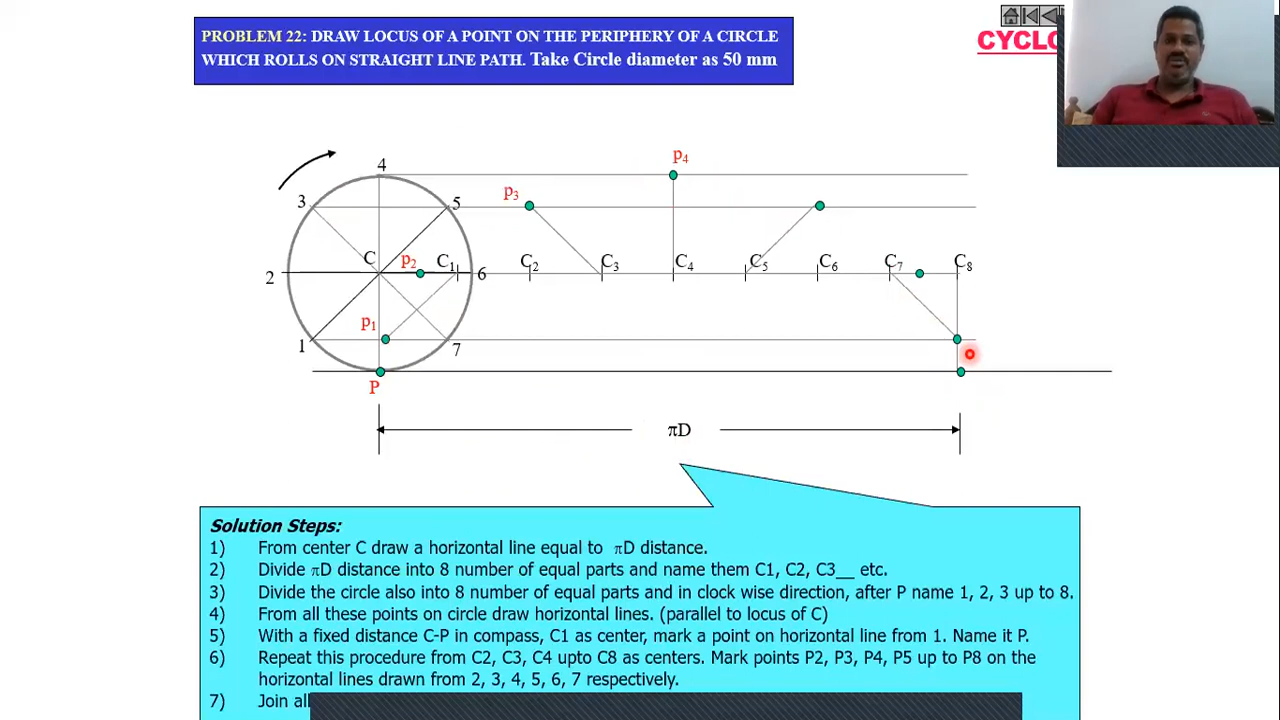 PROBLEM 22: DRAW LOCUS OF A POINT ON THE PERIPHERY OF A CIRCLE
WHICH ROLLS ON STRAIGHT LINE PATH. Take Circle diameter as 50 mm
CYCLO
4
p4
3
5
p3
C
p2
C1
C2
C3
C4
C5
C6
C7
C8
2
6
p1
1
7
P
πD
Solution Steps:
1) From center C draw a horizontal line equal to πD distance.
2) Divide πD distance into 8 number of equal parts and name them C1, C2, C3__ etc.
3) Divide the circle also into 8 number of equal parts and in clock wise direction, after P name 1, 2, 3 up to 8.
4) From all these points on circle draw horizontal lines. (parallel to locus of C)
5) With a fixed distance C-P in compass, C1 as center, mark a point on horizontal line from 1. Name it P.
6) Repeat this procedure from C2, C3, C4 upto C8 as centers. Mark points P2, P3, P4, P5 up to P8 on the
horizontal lines drawn from 2, 3, 4, 5, 6, 7 respectively.
7) Join all